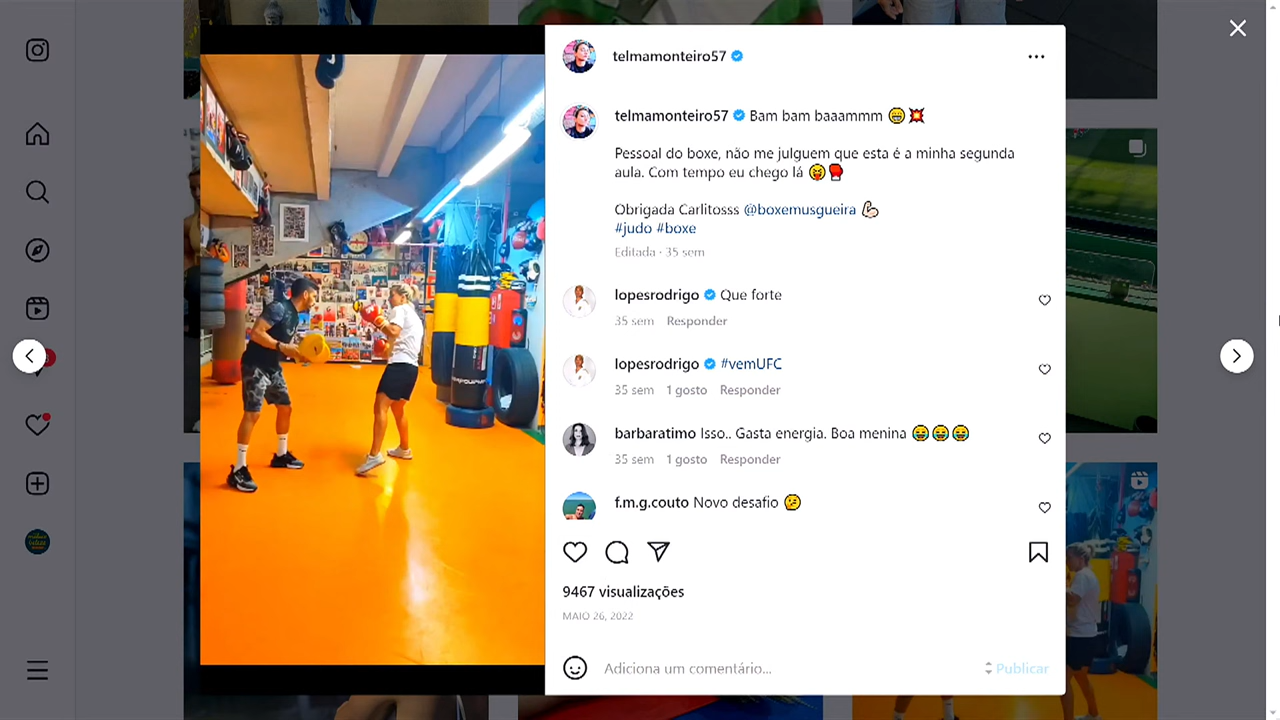 telmamonteiro57
telmamonteiro57 Bam bam baaammm 😁💥
Pessoal do boxe, não me julguem que esta é a minha segunda
aula. Com tempo eu chego lá 😝🥊
Obrigada Carlitosss @boxemusgueira 💪🏻
#judo #boxe
Editada · 35 sem
lopesrodrigo Que forte
35 sem Responder
lopesrodrigo #vemUFC
35 sem 1 gosto Responder
barbaratimo Isso.. Gasta energia. Boa menina 😂😂😂
35 sem 1 gosto Responder
f.m.g.couto Novo desafio 🤔
9467 visualizações
MAIO 26, 2022
Adiciona um comentário...
Publicar